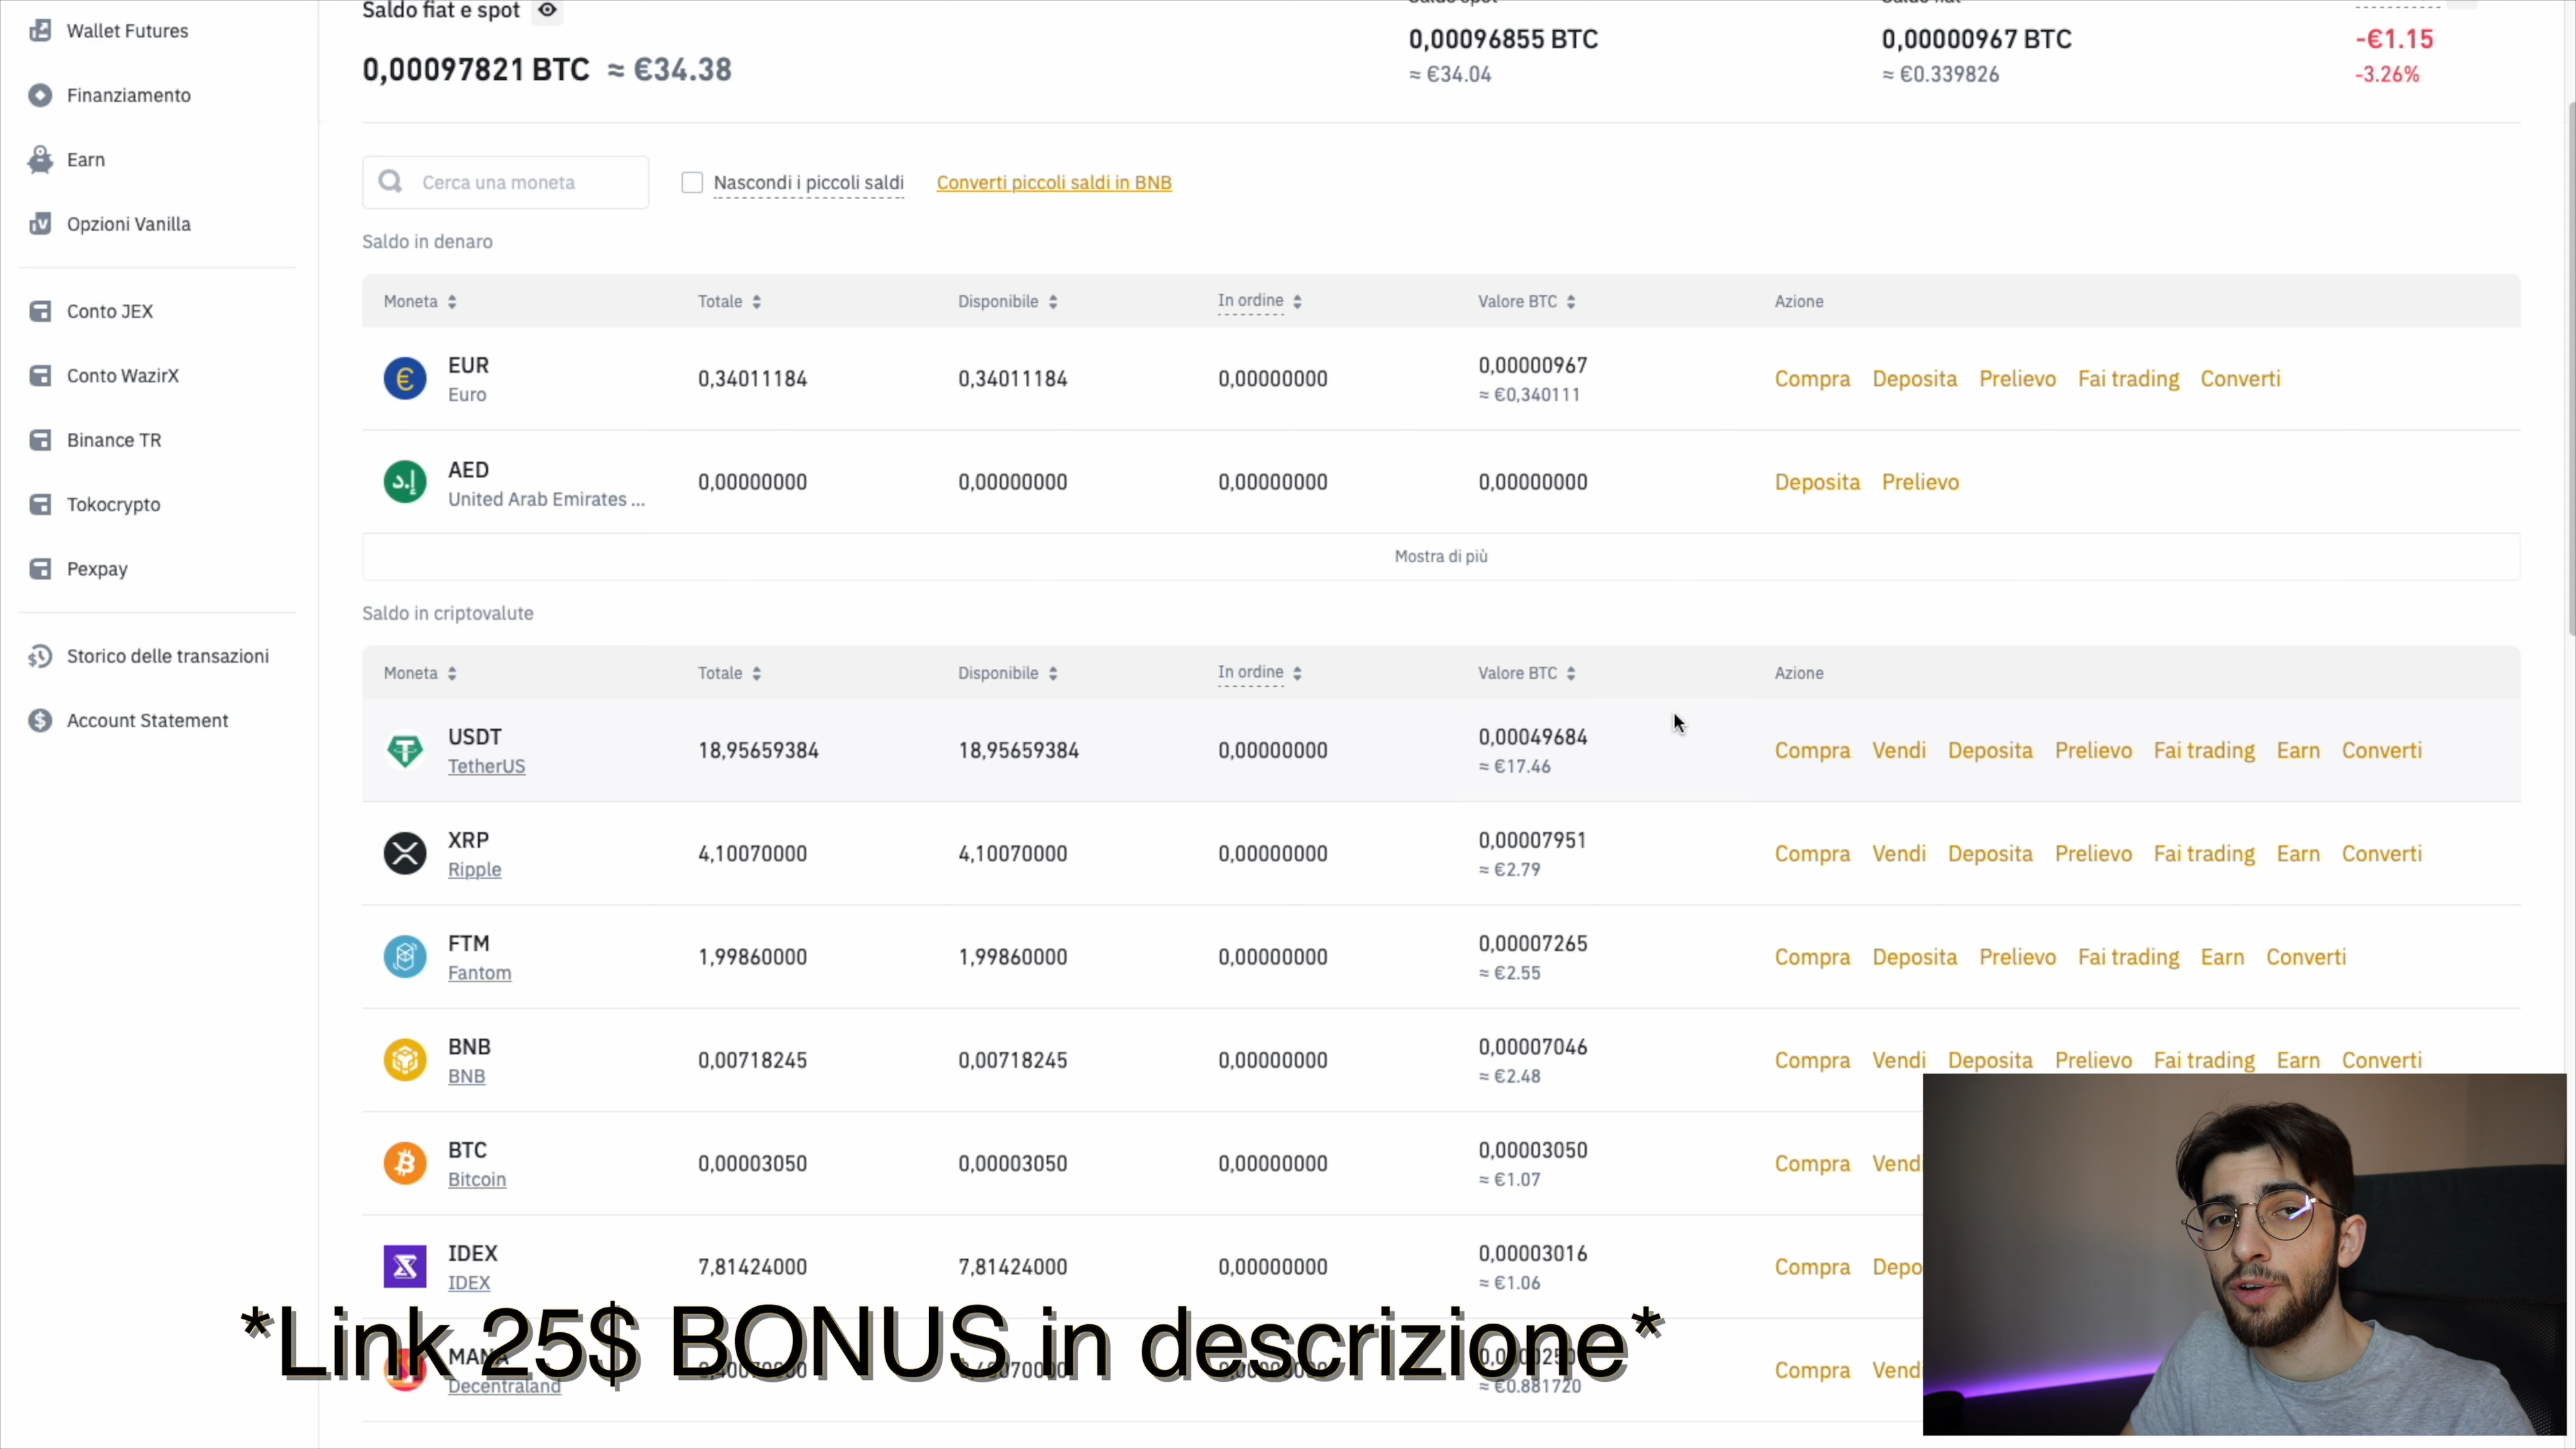 Wallet Futures
Finanziamento
Earn
Opzioni Vanilla
Conto JEX
Conto WazirX
Binance TR
Tokocrypto
Pexpay
Storico delle transazioni
Account Statement
Saldo fiat e spot
0,00097821 BTC ≈ €34.38
0,00096855 BTC
≈ €34.04
0,00000967 BTC
≈ €0.339826
-€1.15
-3.26%
Cerca una moneta
Nascondi i piccoli saldi
Converti piccoli saldi in BNB
Saldo in denaro
Moneta Totale Disponibile In ordine Valore BTC Azione
EUR
Euro
0,34011184 0,34011184 0,00000000
0,00000967
≈ €0,340111
Compra Deposita Prelievo Fai trading Converti
AED
United Arab Emirates ...
0,00000000 0,00000000 0,00000000 0,00000000
Deposita Prelievo
Mostra di più
Saldo in criptovalute
Moneta Totale Disponibile In ordine Valore BTC Azione
USDT
TetherUS
18,95659384 18,95659384 0,00000000
0,00049684
≈ €17.46
Compra Vendi Deposita Prelievo Fai trading Earn Converti
XRP
Ripple
4,10070000 4,10070000 0,00000000
0,00007951
≈ €2.79
Compra Vendi Deposita Prelievo Fai trading Earn Converti
FTM
Fantom
1,99860000 1,99860000 0,00000000
0,00007265
≈ €2.55
Compra Deposita Prelievo Fai trading Earn Converti
BNB
BNB
0,00718245 0,00718245 0,00000000
0,00007046
≈ €2.48
Compra Vendi Deposita Prelievo Fai trading Earn Converti
BTC
Bitcoin
0,00003050 0,00003050 0,00000000
0,00003050
≈ €1.07
Compra Vendi
IDEX
IDEX
7,81424000 7,81424000 0,00000000
0,00003016
≈ €1.06
Compra Depo
*Link 25$ BONUS in descrizione*
MANA
Decentraland
≈ €0.881720
Compra Vendi